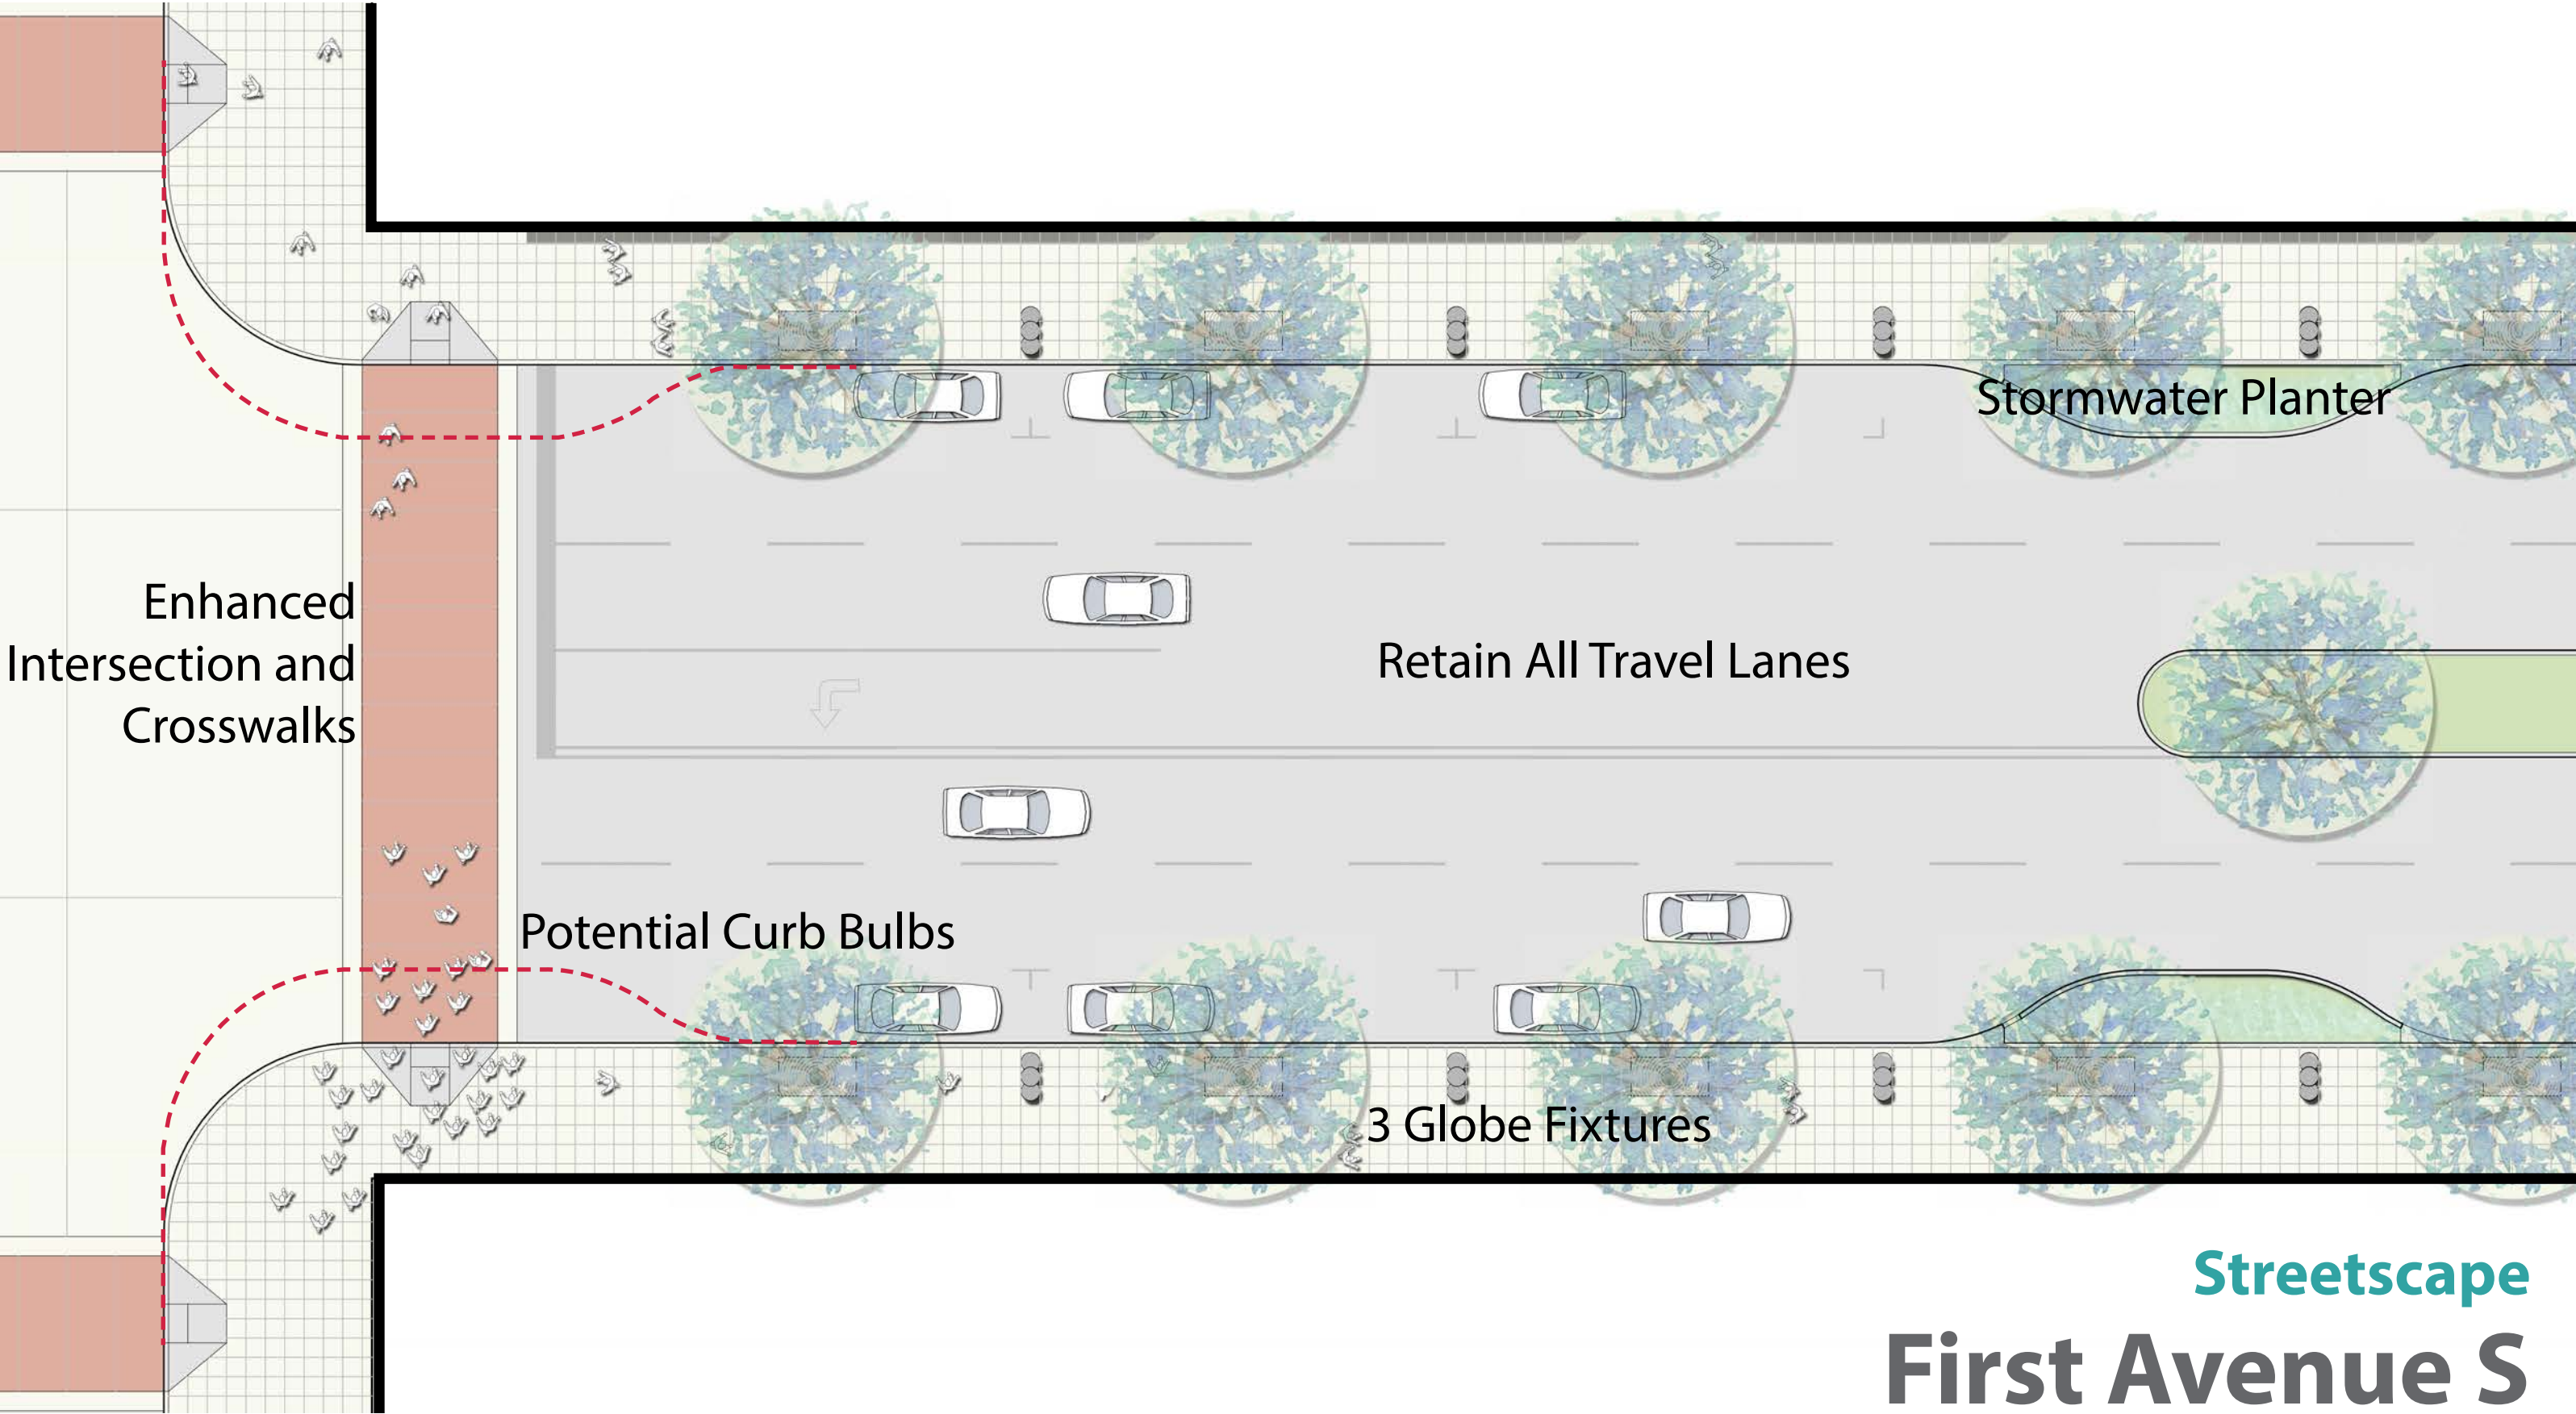 Stormwater Planter
Enhanced
Intersection and
Crosswalks
Retain All Travel Lanes
Potential Curb Bulbs
3 Globe Fixtures
Streetscape
First Avenue S